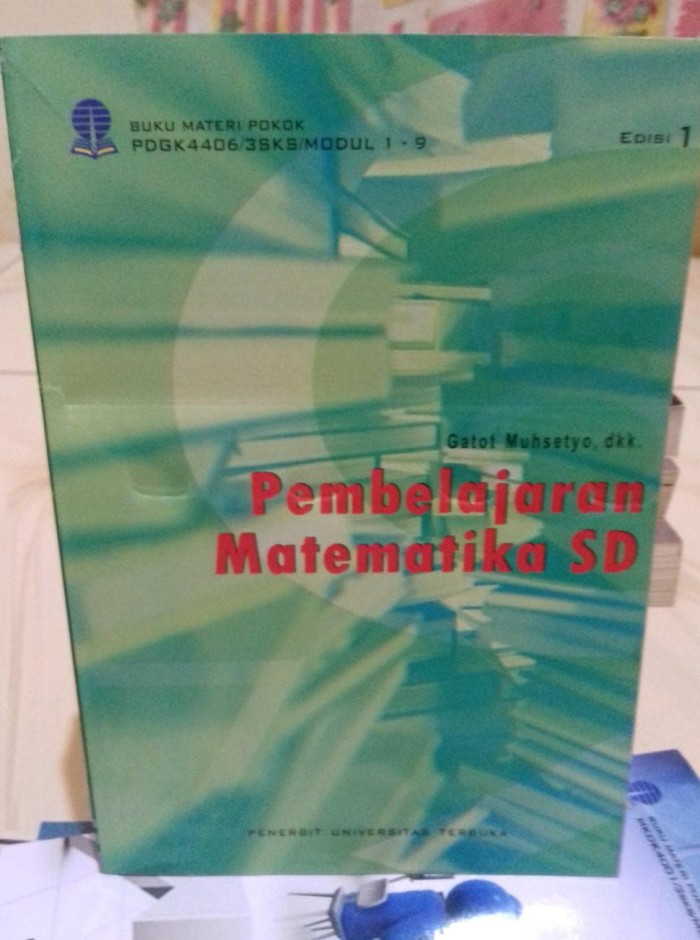 BUKU MATERI POKOK
PDGK4406/3SKS/MODUL 1 - 9
EDISI 1
Gatot Muhsetyo, dkk.
Pembelajaran
Matematika SD
PENERBIT UNIVERSITAS TERBUKA